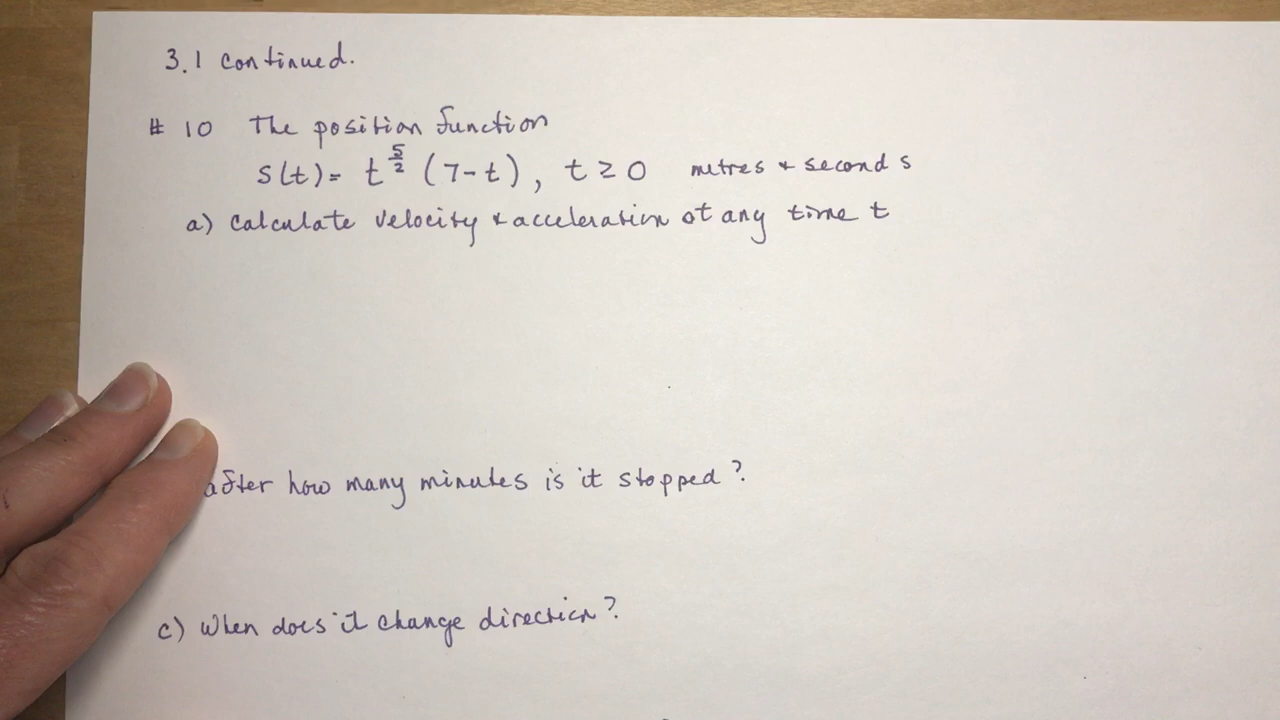 3.1 continued.
# 10 The position function
s(t)= t^(5/2) (7-t), t ≥ 0 metres + seconds
a) calculate velocity + acceleration at any time t
after how many minutes is it stopped?
c) When does it change direction?